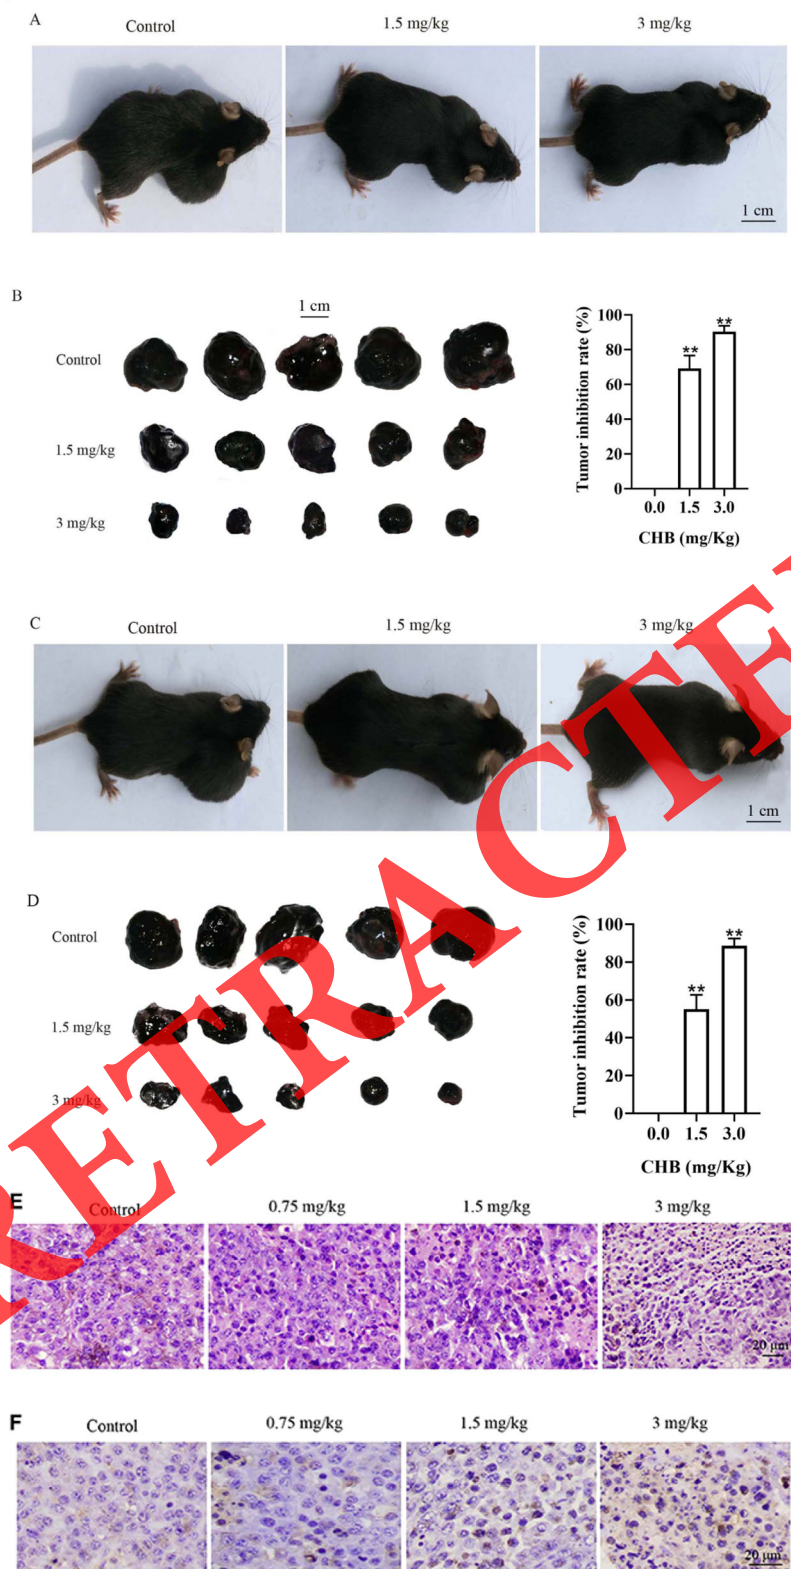 A
Control
1.5 mg/kg
3 mg/kg
1 cm
B
1 cm
Control
1.5 mg/kg
3 mg/kg
Tumor inhibition rate (%)
100
80
60
40
20
0
**
**
0.0
1.5
3.0
CHB (mg/Kg)
C
Control
1.5 mg/kg
3 mg/kg
1 cm
D
Control
1.5 mg/kg
3 mg/kg
Tumor inhibition rate (%)
100
80
60
40
20
0
**
**
0.0
1.5
3.0
CHB (mg/Kg)
E
Control
0.75 mg/kg
1.5 mg/kg
3 mg/kg
20 μm
F
Control
0.75 mg/kg
1.5 mg/kg
3 mg/kg
20 μm
RETRACTE